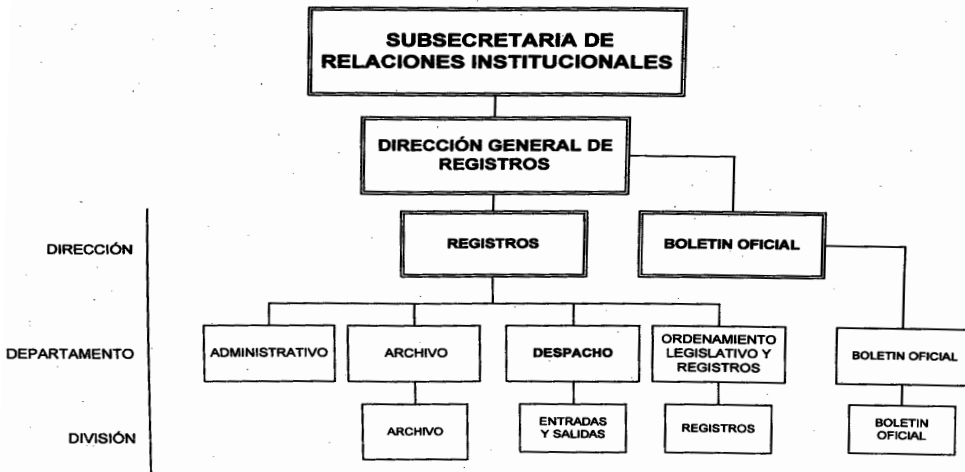 SUBSECRETARIA DE
RELACIONES INSTITUCIONALES
DIRECCIÓN GENERAL DE
REGISTROS
DIRECCIÓN
REGISTROS
BOLETIN OFICIAL
DEPARTAMENTO
ADMINISTRATIVO
ARCHIVO
DESPACHO
ORDENAMIENTO
LEGISLATIVO Y
REGISTROS
BOLETIN OFICIAL
DIVISIÓN
ARCHIVO
ENTRADAS
Y SALIDAS
REGISTROS
BOLETIN
OFICIAL